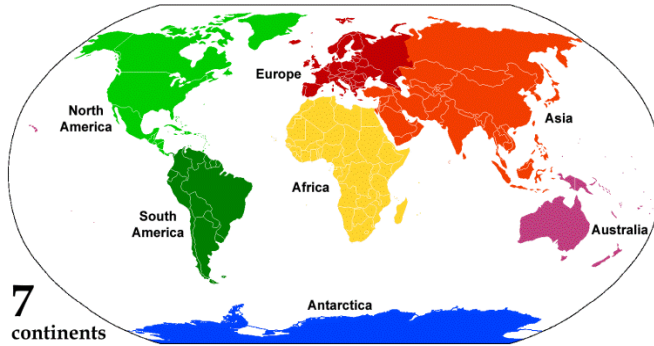 Europe
North
America
Asia
Africa
South
America
Australia
Antarctica
7
continents